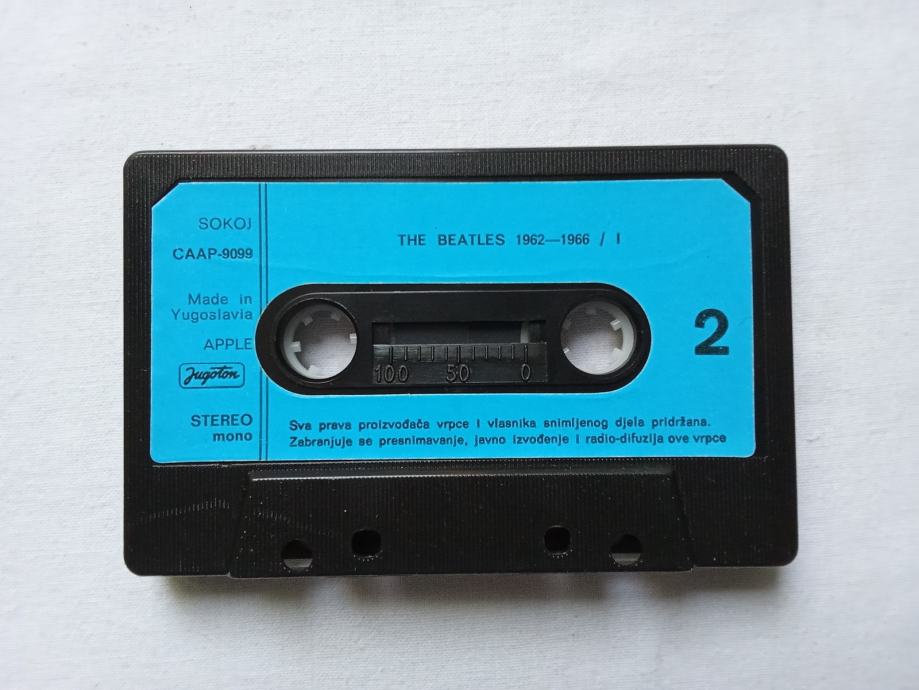 SOKOJ
CAAP-9099
Made in
Yugoslavia
APPLE
Jugoton
STEREO
mono
THE BEATLES 1962—1966 / I
2
100 50 0
Sva prava proizvođača vrpce i vlasnika snimljenog djela pridržana.
Zabranjuje se presnimavanje, javno izvođenje i radio-difuzija ove vrpce